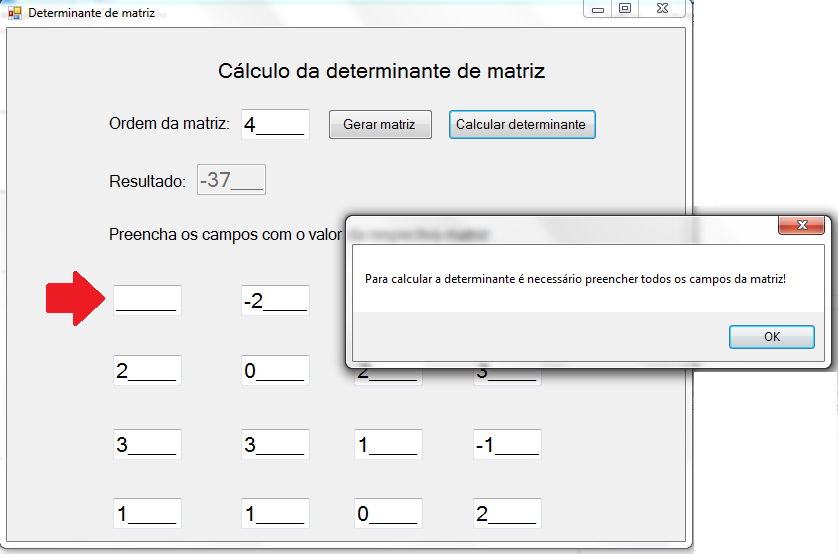 Determinante de matriz
Cálculo da determinante de matriz
Ordem da matriz: 4____ Gerar matriz Calcular determinante
Resultado: -37___
Preencha os campos com o valor da respectiva matriz
Para calcular a determinante é necessário preencher todos os campos da matriz!
OK
_____ -2____
2____ 0____ 2____ 3____
3____ 3____ 1____ -1____
1____ 1____ 0____ 2____